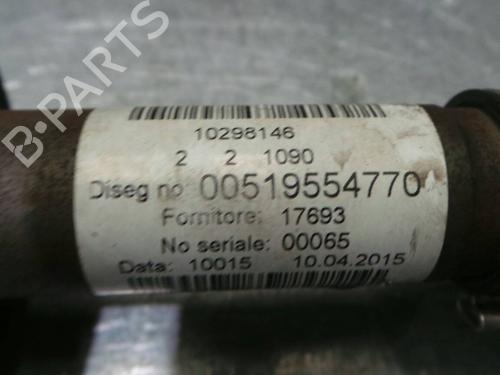 10298146
2 2 1090
Diseg no 00519554770
Fornitore: 17693
No seriale: 00065
Data: 10015 10.04.2015
B-PARTS